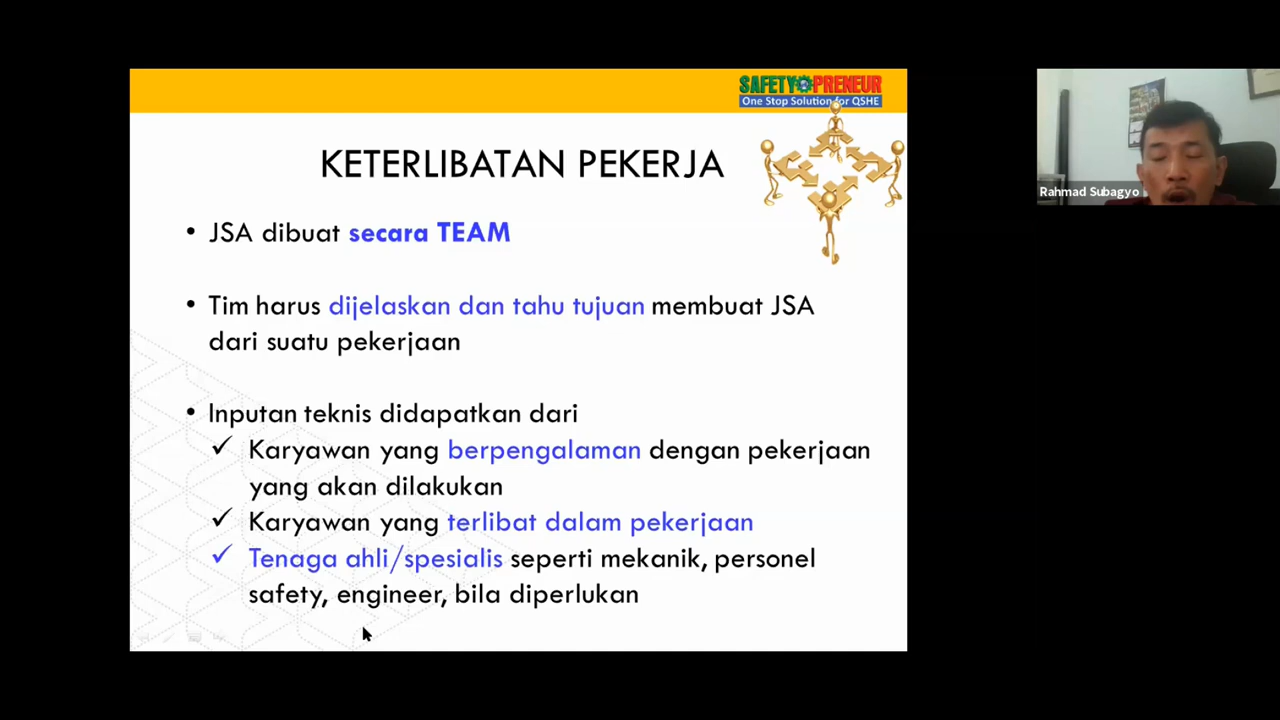 SAFETYPRENEUR
One Stop Solution for QSHE
KETERLIBATAN PEKERJA
Rahmad Subagyo
• JSA dibuat secara TEAM
• Tim harus dijelaskan dan tahu tujuan membuat JSA
dari suatu pekerjaan
• Inputan teknis didapatkan dari
✓ Karyawan yang berpengalaman dengan pekerjaan
yang akan dilakukan
✓ Karyawan yang terlibat dalam pekerjaan
✓ Tenaga ahli/spesialis seperti mekanik, personel
safety, engineer, bila diperlukan